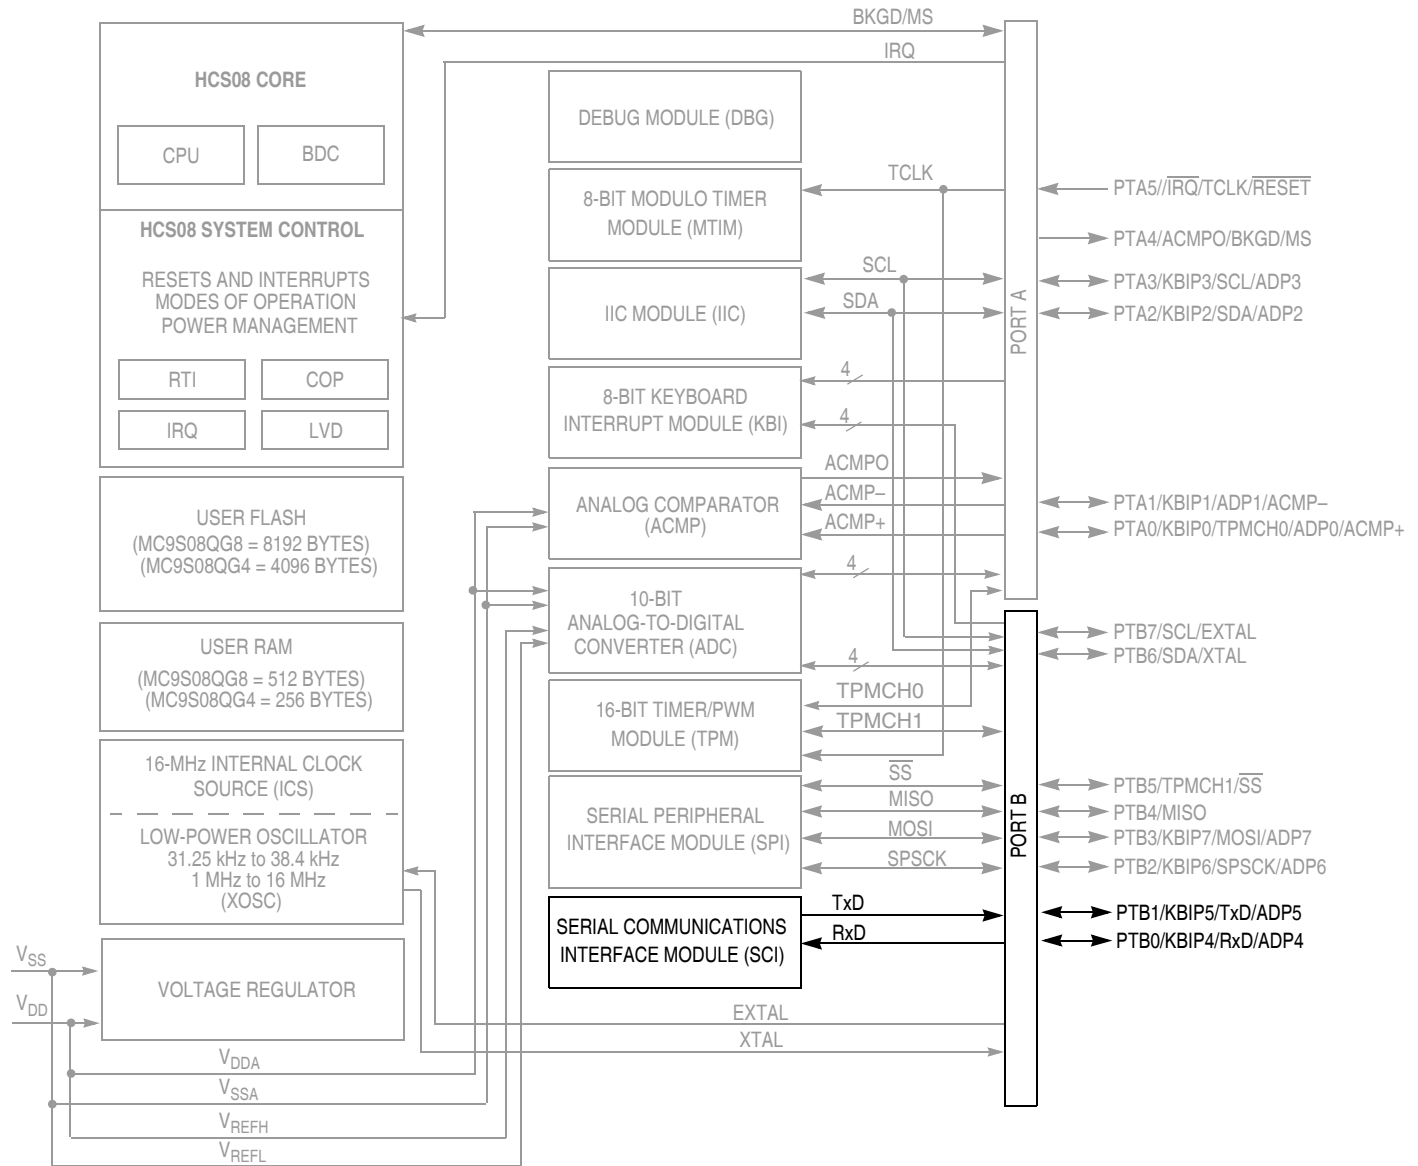 BKGD/MS
IRQ
HCS08 CORE
CPU
BDC
HCS08 SYSTEM CONTROL
RESETS AND INTERRUPTS
MODES OF OPERATION
POWER MANAGEMENT
RTI
COP
IRQ
LVD
USER FLASH
(MC9S08QG8 = 8192 BYTES)
(MC9S08QG4 = 4096 BYTES)
USER RAM
(MC9S08QG8 = 512 BYTES)
(MC9S08QG4 = 256 BYTES)
16-MHz INTERNAL CLOCK
SOURCE (ICS)
LOW-POWER OSCILLATOR
31.25 kHz to 38.4 kHz
1 MHz to 16 MHz
(XOSC)
VSS
VDD
VOLTAGE REGULATOR
VDDA
VSSA
VREFH
VREFL
DEBUG MODULE (DBG)
8-BIT MODULO TIMER
MODULE (MTIM)
TCLK
IIC MODULE (IIC)
SCL
SDA
8-BIT KEYBOARD
INTERRUPT MODULE (KBI)
4
4
ANALOG COMPARATOR
(ACMP)
ACMPO
ACMP–
ACMP+
10-BIT
ANALOG-TO-DIGITAL
CONVERTER (ADC)
4
4
16-BIT TIMER/PWM
MODULE (TPM)
TPMCH0
TPMCH1
SERIAL PERIPHERAL
INTERFACE MODULE (SPI)
SS
MISO
MOSI
SPSCK
SERIAL COMMUNICATIONS
INTERFACE MODULE (SCI)
TxD
RxD
EXTAL
XTAL
PORT A
PORT B
PTA5//IRQ/TCLK/RESET
PTA4/ACMPO/BKGD/MS
PTA3/KBIP3/SCL/ADP3
PTA2/KBIP2/SDA/ADP2
PTA1/KBIP1/ADP1/ACMP–
PTA0/KBIP0/TPMCH0/ADP0/ACMP+
PTB7/SCL/EXTAL
PTB6/SDA/XTAL
PTB5/TPMCH1/SS
PTB4/MISO
PTB3/KBIP7/MOSI/ADP7
PTB2/KBIP6/SPSCK/ADP6
PTB1/KBIP5/TxD/ADP5
PTB0/KBIP4/RxD/ADP4